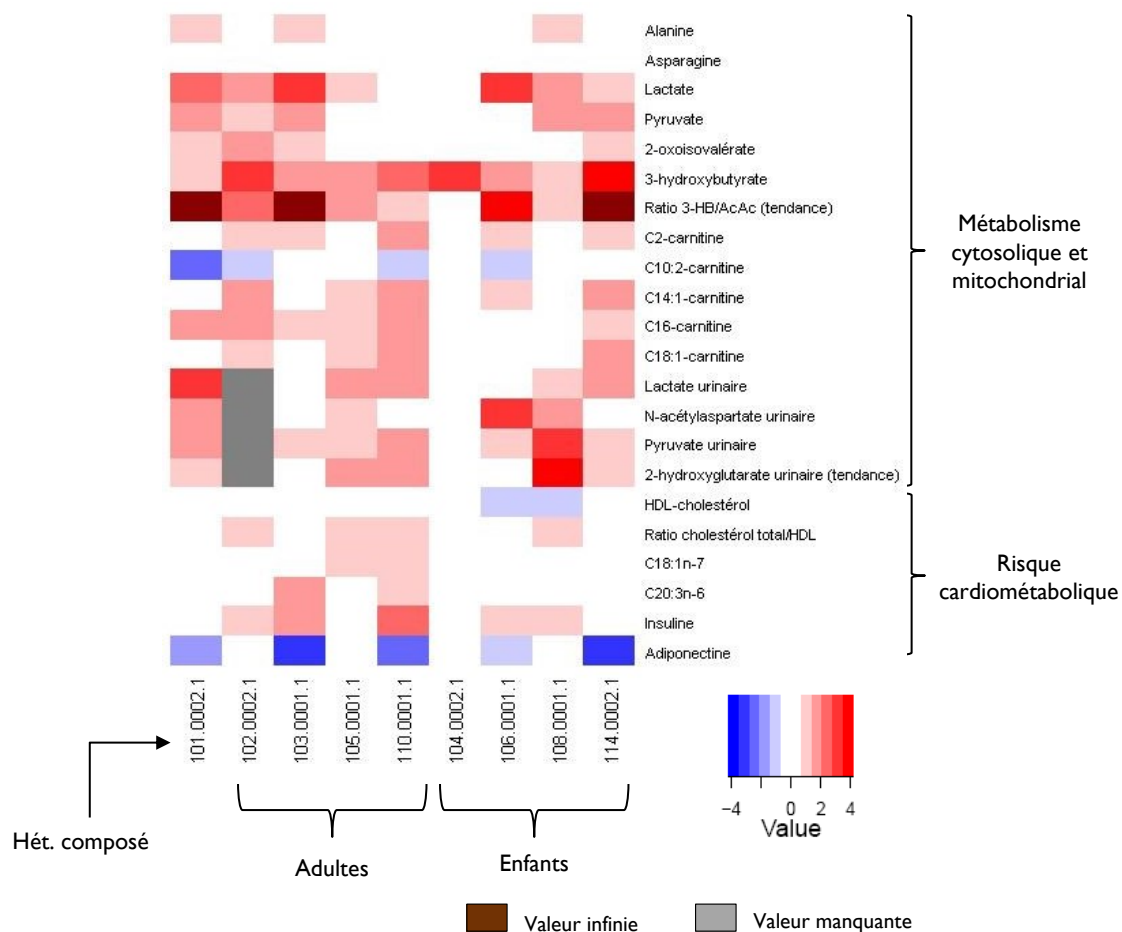 Alanine
Asparagine
Lactate
Pyruvate
2-oxoisovalérate
3-hydroxybutyrate
Ratio 3-HB/AcAc (tendance)
C2-carnitine
C10:2-carnitine
C14:1-carnitine
C16-carnitine
C18:1-carnitine
Lactate urinaire
N-acétylaspartate urinaire
Pyruvate urinaire
2-hydroxyglutarate urinaire (tendance)
HDL-cholestérol
Ratio cholestérol total/HDL
C18:1n-7
C20:3n-6
Insuline
Adiponectine
Métabolisme
cytosolique et
mitochondrial
Risque
cardiométabolique
101.0002.1
102.0002.1
103.0001.1
105.0001.1
110.0001.1
104.0002.1
106.0001.1
108.0001.1
114.0002.1
−4 0 2 4
Value
Hét. composé
Adultes
Enfants
Valeur infinie
Valeur manquante